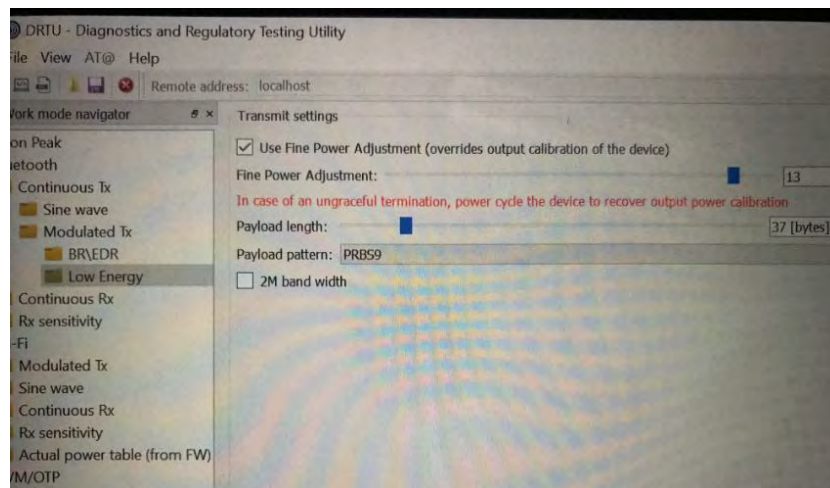 DRTU - Diagnostics and Regulatory Testing Utility
File View AT@ Help
Remote address: localhost
Work mode navigator
on Peak
etooth
Continuous Tx
Sine wave
Modulated Tx
BR\EDR
Low Energy
Continuous Rx
Rx sensitivity
-Fi
Modulated Tx
Sine wave
Continuous Rx
Rx sensitivity
Actual power table (from FW)
/M/OTP
Transmit settings
Use Fine Power Adjustment (overrides output calibration of the device)
Fine Power Adjustment: 13
In case of an ungraceful termination, power cycle the device to recover output power calibration
Payload length: 37 [bytes]
Payload pattern: PRBS9
2M band width